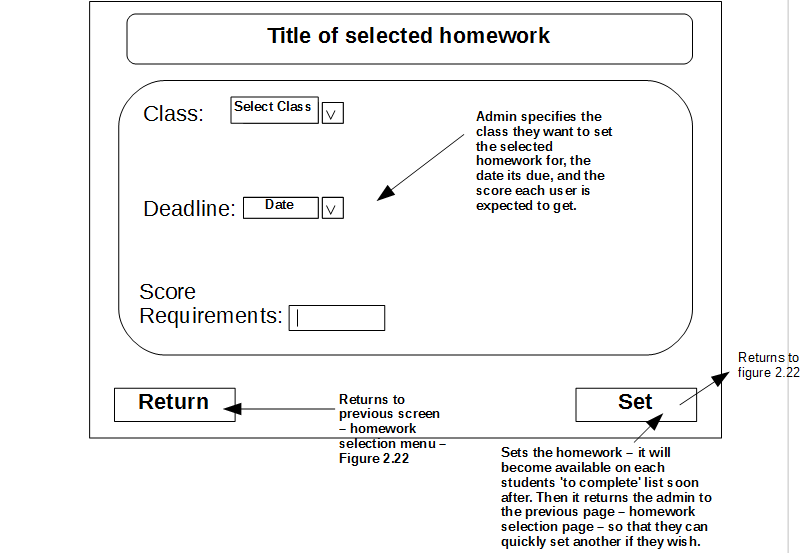 Title of selected homework
Class:
Select Class
V
Admin specifies the
class they want to set
the selected
homework for, the
date its due, and the
score each user is
expected to get.
Deadline:
Date
V
Score
Requirements:
Returns to
figure 2.22
Return
Returns to
previous screen
– homework
selection menu –
Figure 2.22
Set
Sets the homework – it will
become available on each
students 'to complete' list soon
after. Then it returns the admin to
the previous page – homework
selection page – so that they can
quickly set another if they wish.